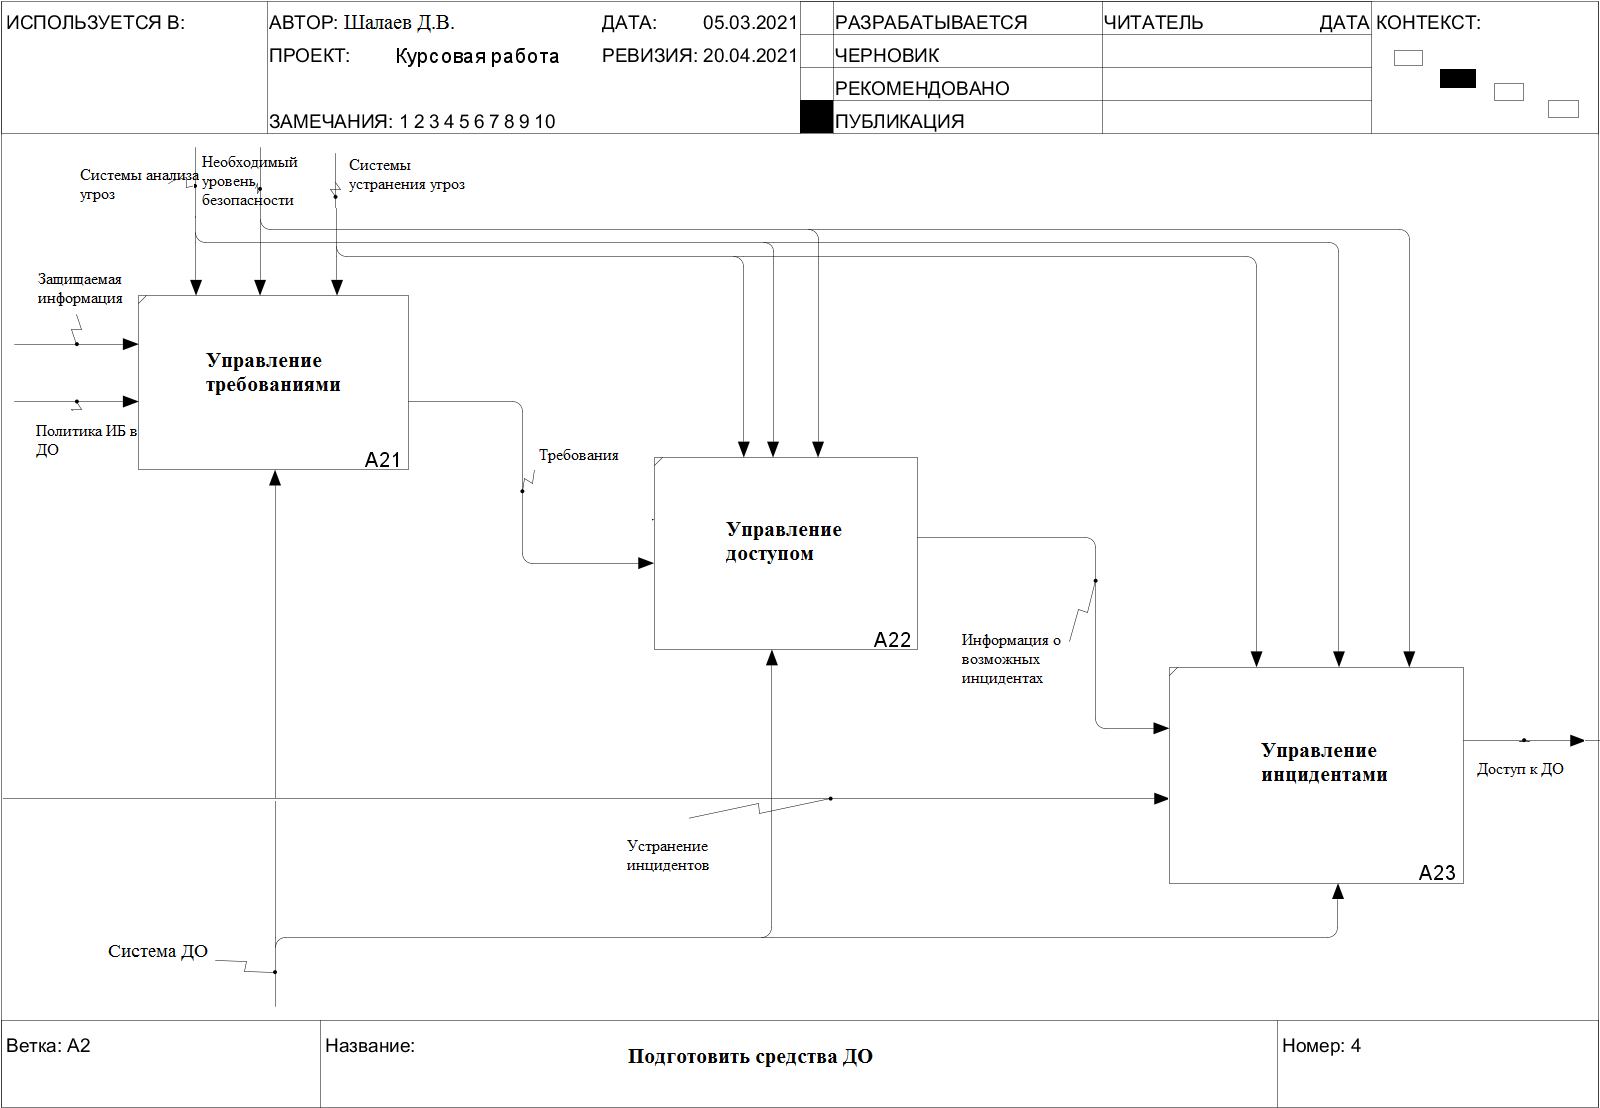 ИСПОЛЬЗУЕТСЯ В:
АВТОР: Шалаев Д.В.
ДАТА: 05.03.2021
ПРОЕКТ: Курсовая работа
РЕВИЗИЯ: 20.04.2021
ЗАМЕЧАНИЯ: 1 2 3 4 5 6 7 8 9 10
РАЗРАБАТЫВАЕТСЯ
ЧЕРНОВИК
РЕКОМЕНДОВАНО
ПУБЛИКАЦИЯ
ЧИТАТЕЛЬ
ДАТА
КОНТЕКСТ:
Системы анализа
угроз
Необходимый
уровень
безопасности
Системы
устранения угроз
Защищаемая
информация
Управление
требованиями
Политика ИБ в
ДО
A21
Требования
Управление
доступом
A22
Информация о
возможных
инцидентах
Управление
инцидентами
Доступ к ДО
Устранение
инцидентов
A23
Система ДО
Ветка: A2
Название:
Подготовить средства ДО
Номер: 4